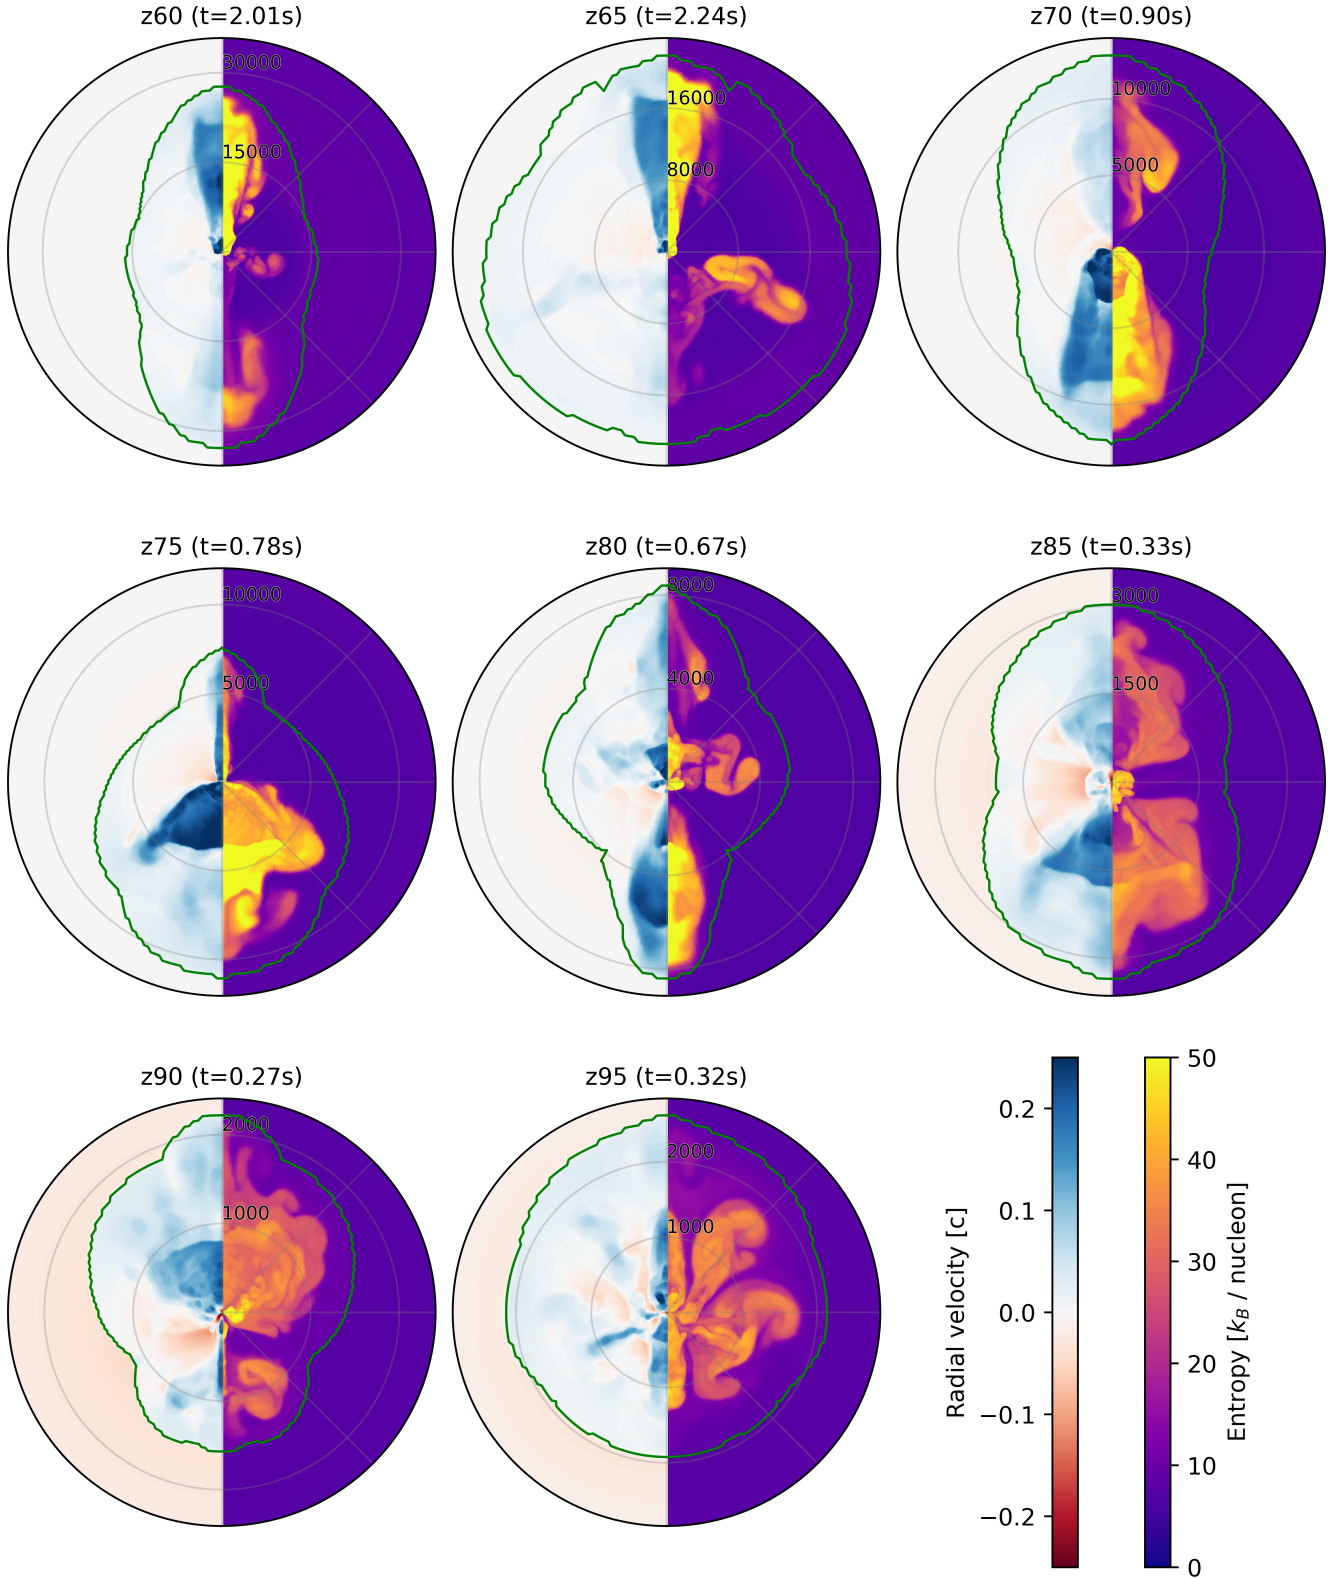 z60 (t=2.01s)
30000
15000
z65 (t=2.24s)
16000
8000
z70 (t=0.90s)
10000
5000
z75 (t=0.78s)
10000
5000
z80 (t=0.67s)
8000
4000
z85 (t=0.33s)
3000
1500
z90 (t=0.27s)
2000
1000
z95 (t=0.32s)
2000
1000
Radial velocity [c]
0.2
0.1
0.0
−0.1
−0.2
Entropy [k_B / nucleon]
50
40
30
20
10
0